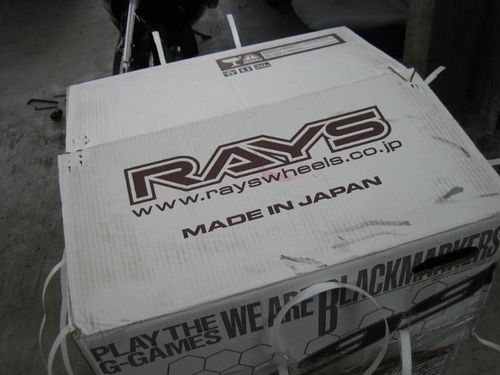 RAYS
www.rayswheels.co.jp
MADE IN JAPAN
PLAY THE
G-GAMES
WE ARE BLACKMARKERS